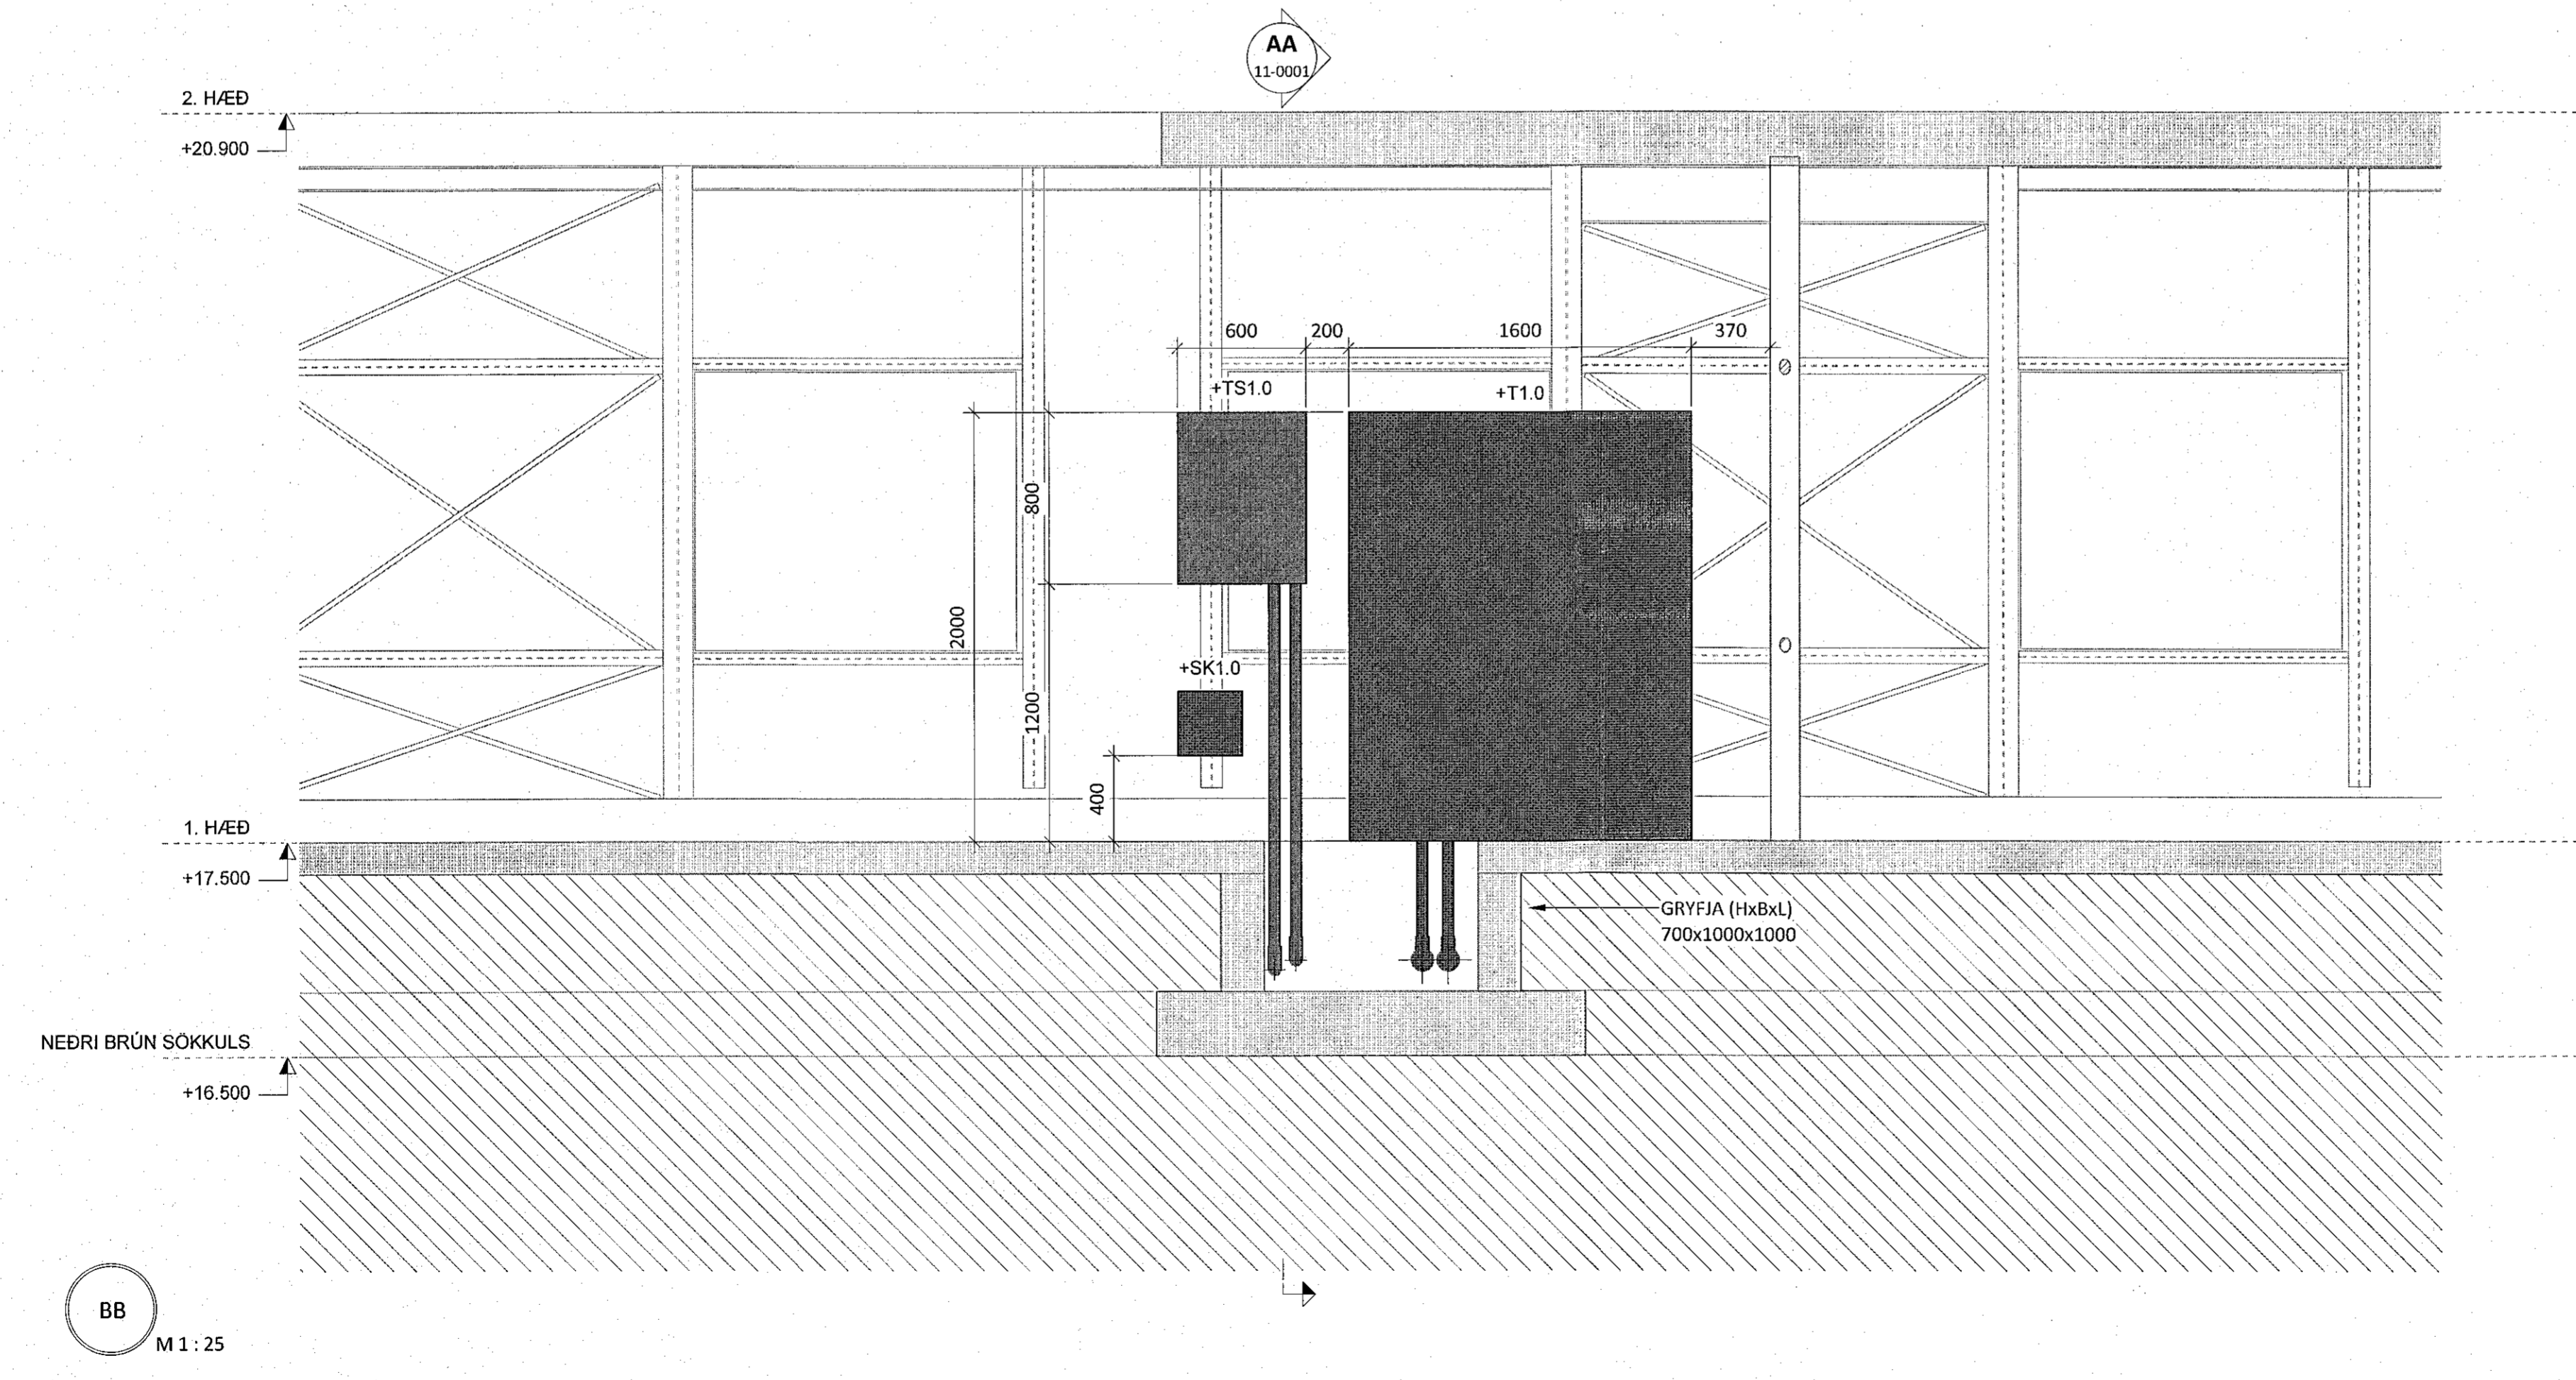 AA
11-0001
2. HÆÐ
+20.900
600
200
1600
370
+TS1.0
+T1.0
800
2000
+SK1.0
1200
400
1. HÆÐ
+17.500
GRYFJA (HxBxL)
700x1000x1000
NEÐRI BRÚN SÖKKULS
+16.500
BB
M 1 : 25